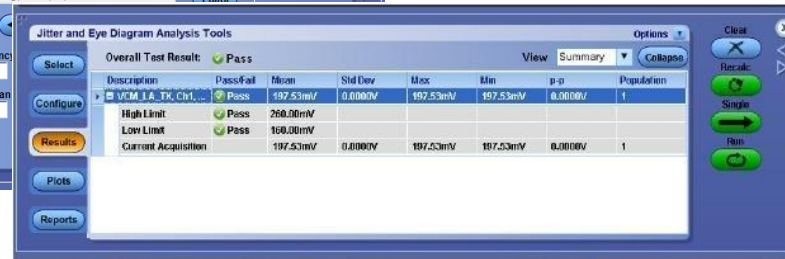 Jitter and Eye Diagram Analysis Tools
Options
Clear
Select
Overall Test Result: Pass
View Summary Collapse
Recalc
Description Pass/Fail Mean Std Dev Max Min p-p Population
VCM_LA_TX, Ch1, ... Pass 197.53mV 0.0000V 197.53mV 197.53mV 0.0000V 1
Configure
Single
High Limit Pass 260.00mV
Low Limit Pass 160.00mV
Results
Current Acquisition 197.53mV 0.0000V 197.53mV 197.53mV 0.0000V 1
Run
Plots
Reports